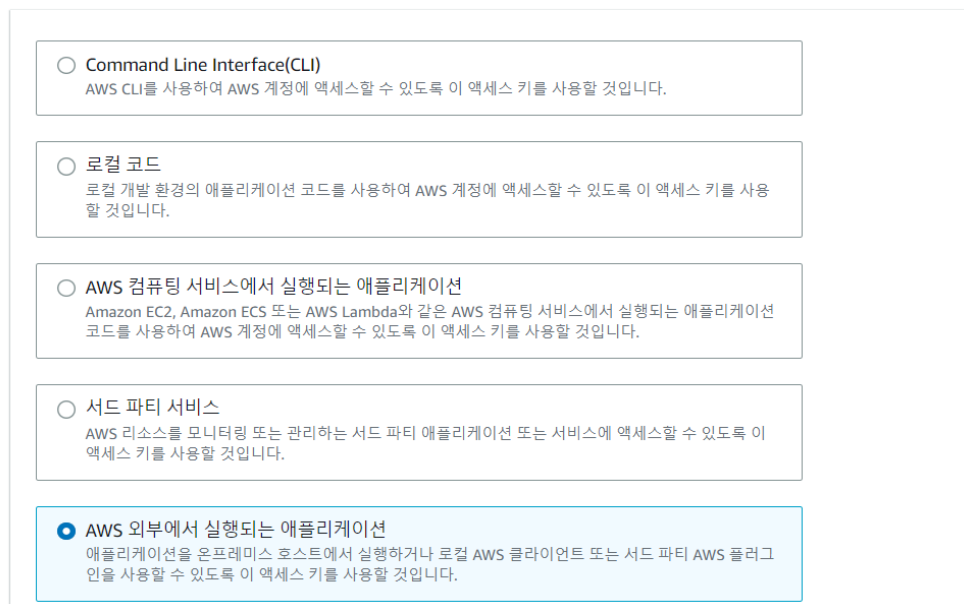 Command Line Interface(CLI)
AWS CLI를 사용하여 AWS 계정에 액세스할 수 있도록 이 액세스 키를 사용할 것입니다.
로컬 코드
로컬 개발 환경의 애플리케이션 코드를 사용하여 AWS 계정에 액세스할 수 있도록 이 액세스 키를 사용
할 것입니다.
AWS 컴퓨팅 서비스에서 실행되는 애플리케이션
Amazon EC2, Amazon ECS 또는 AWS Lambda와 같은 AWS 컴퓨팅 서비스에서 실행되는 애플리케이션
코드를 사용하여 AWS 계정에 액세스할 수 있도록 이 액세스 키를 사용할 것입니다.
서드 파티 서비스
AWS 리소스를 모니터링 또는 관리하는 서드 파티 애플리케이션 또는 서비스에 액세스할 수 있도록 이
액세스 키를 사용할 것입니다.
AWS 외부에서 실행되는 애플리케이션
애플리케이션을 온프레미스 호스트에서 실행하거나 로컬 AWS 클라이언트 또는 서드 파티 AWS 플러그
인을 사용할 수 있도록 이 액세스 키를 사용할 것입니다.